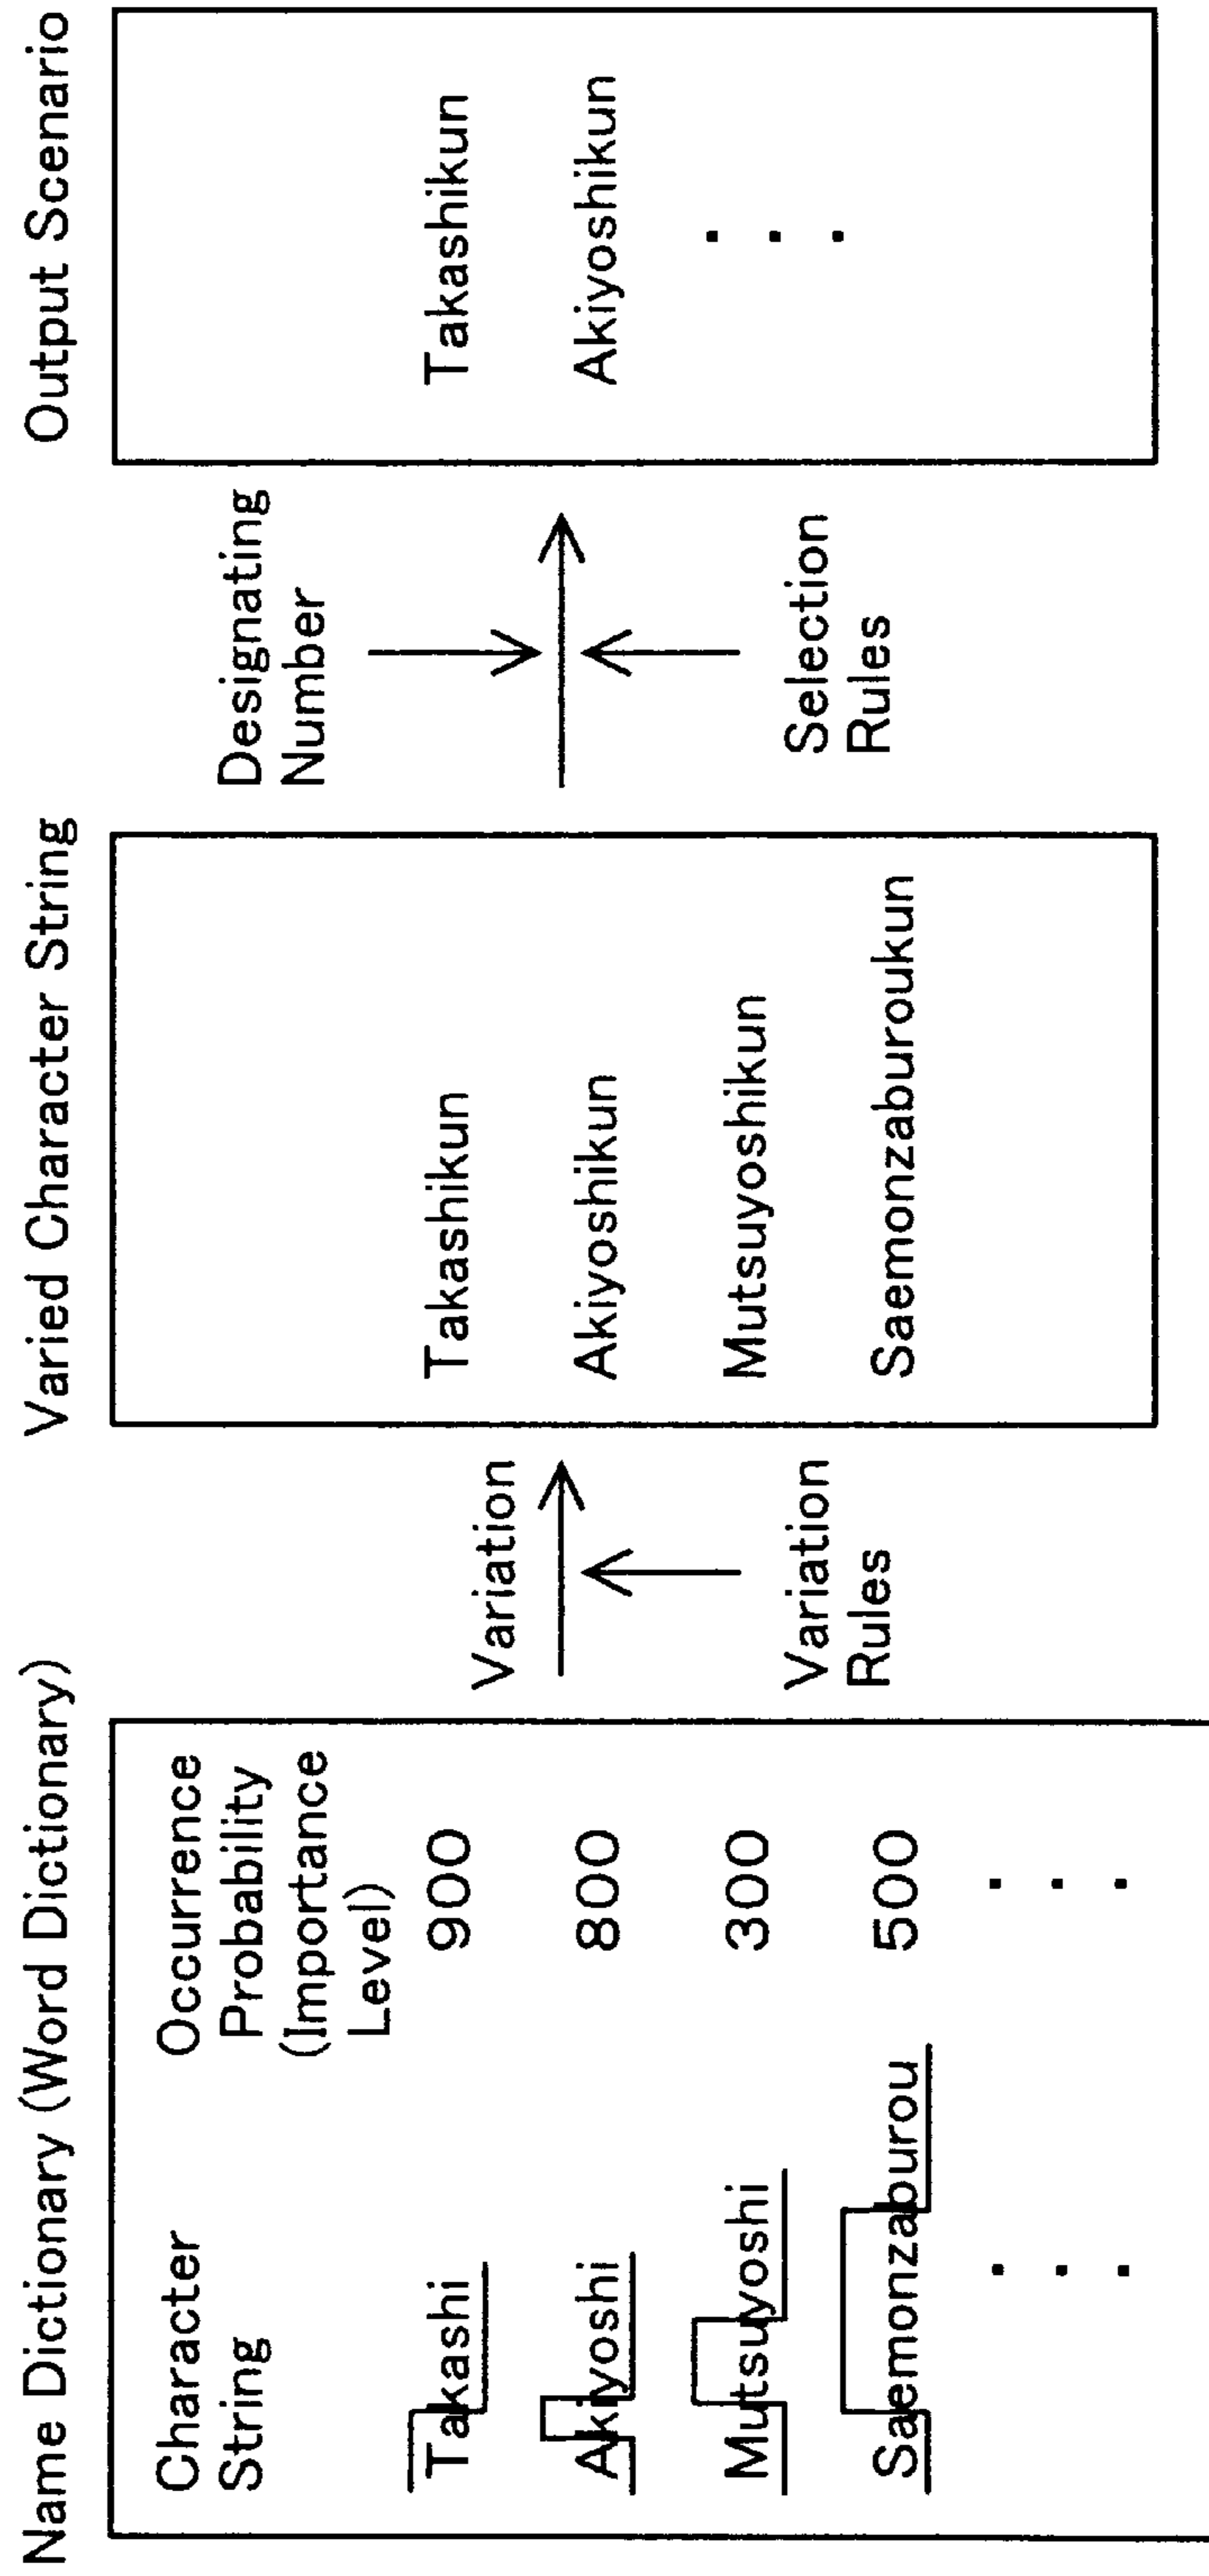 Name Dictionary (Word Dictionary)
Character
String
Occurrence
Probability
(Importance
Level)
Takashi 900
Akiyoshi 800
Mutsuyoshi 300
Saemonzaburou 500
Variation
Variation
Rules
Varied Character String
Takashikun
Akiyoshikun
Mutsuyoshikun
Saemonzaburoukun
Designating
Number
Selection
Rules
Output Scenario
Takashikun
Akiyoshikun